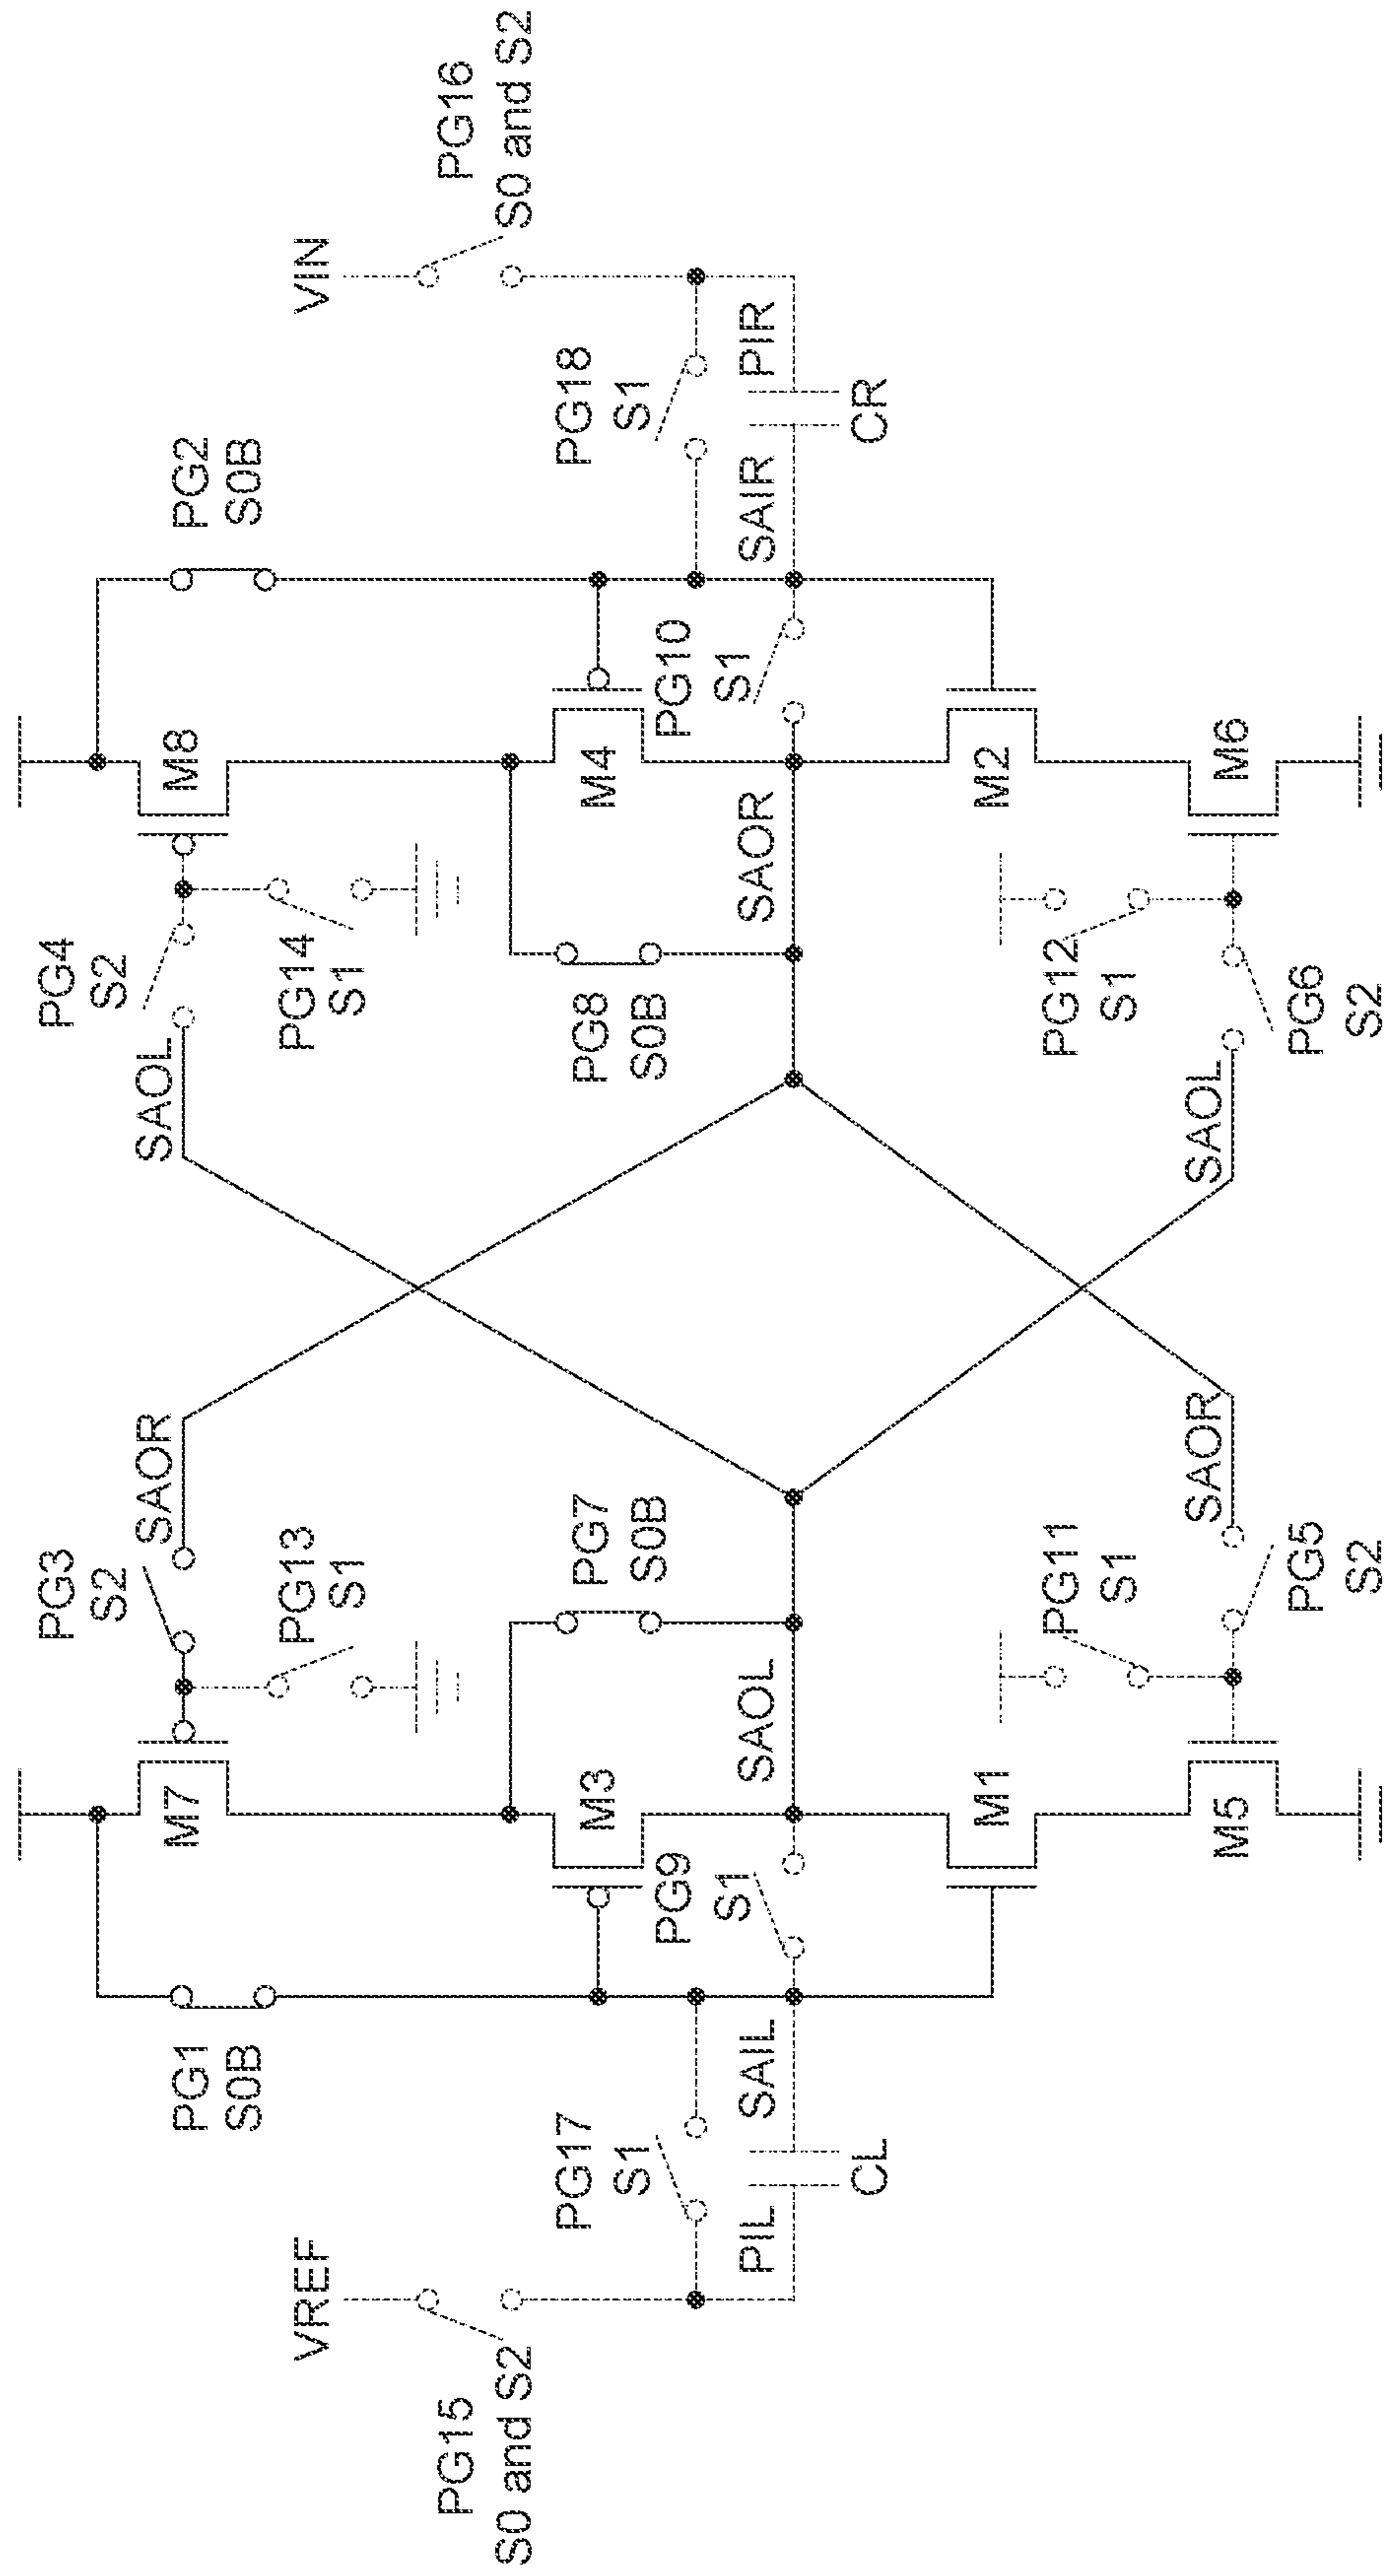 VREF
PG15
S0 and S2
PG1
S0B
PG17
S1
PIL
SAIL
CL
M7
PG3
S2
SAOR
PG13
S1
M3
PG9
S1
SAOL
PG7
S0B
M1
M5
PG11
S1
SAOR
PG5
S2
SAOL
PG4
S2
PG14
S1
M8
PG8
S0B
SAOR
M4
PG10
S1
SAOL
PG6
S2
PG12
S1
M2
M6
PG2
S0B
PG18
S1
SAIR
PIR
CR
VIN
PG16
S0 and S2